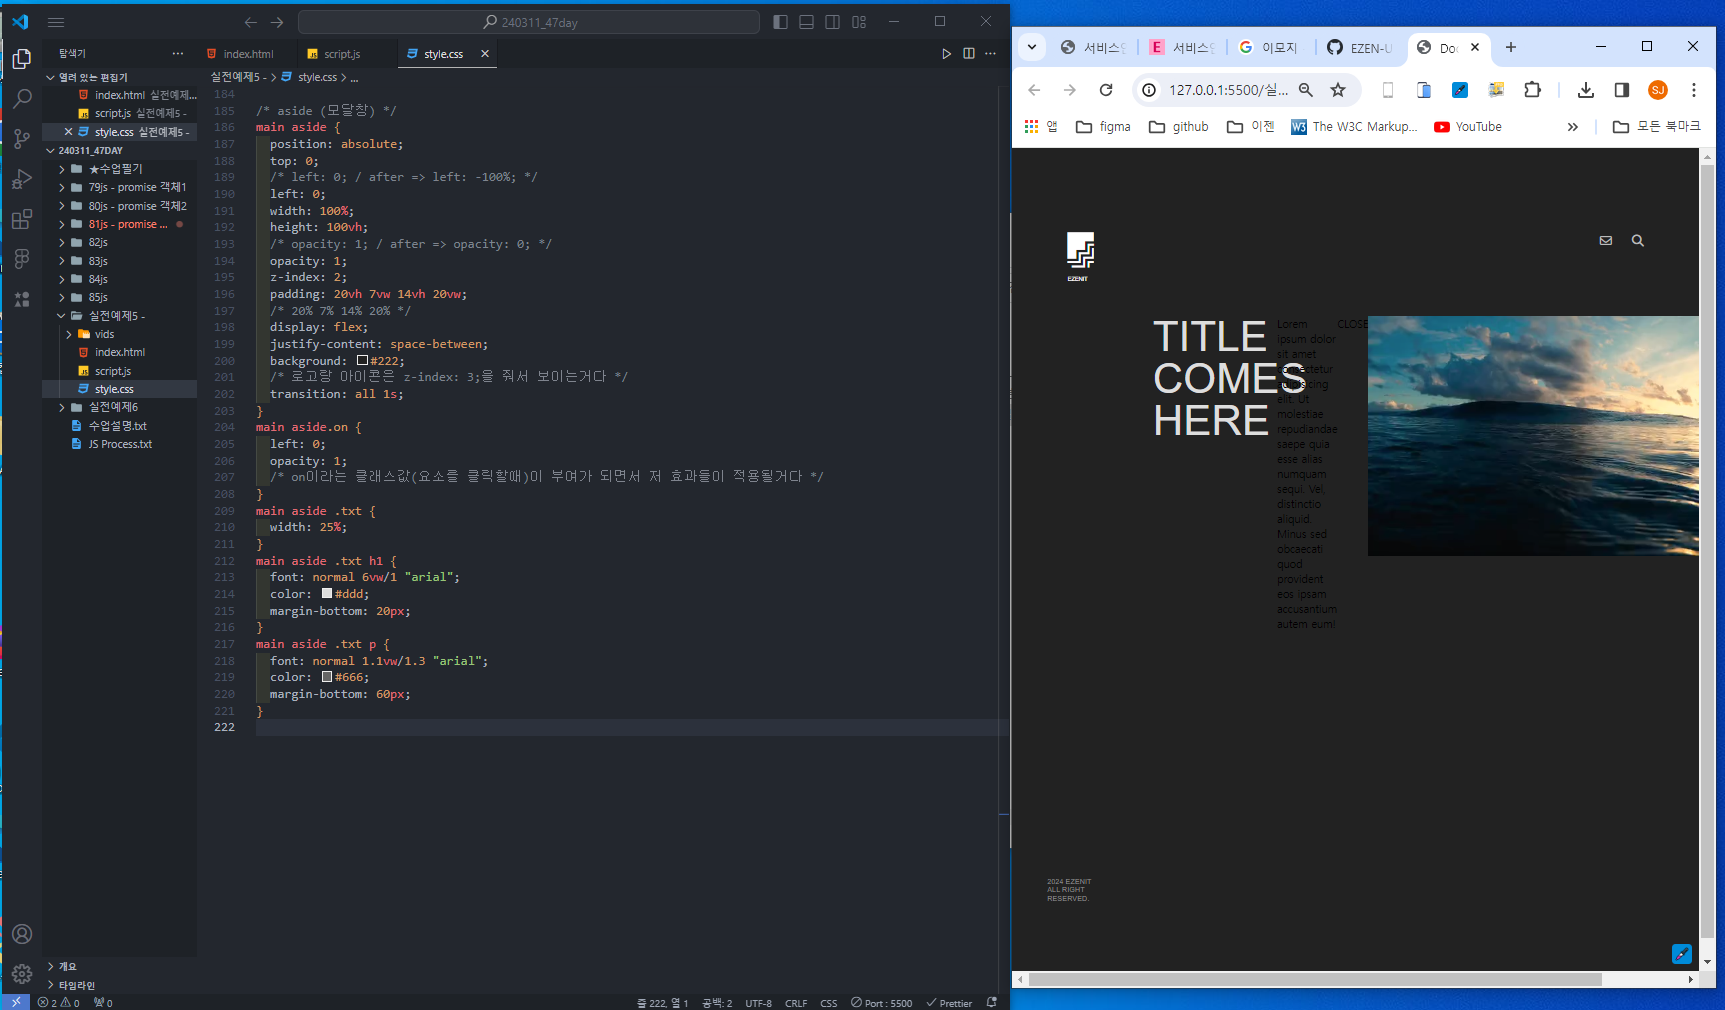 240311_47day
탐색기
index.html
script.js
style.css
열려 있는 편집기
실전예제5 -
style.css
...
index.html 실전예제...
script.js 실전예제5 -
style.css 실전예제5 -
240311_47DAY
★수업필기
79js - promise 객체1
80js - promise 객체2
81js - promise ...
82js
83js
84js
85js
실전예제5 -
vids
index.html
script.js
style.css
실전예제6
수업설명.txt
JS Process.txt
개요
타임라인
184
185 /* aside (모달창) */
186 main aside {
187 position: absolute;
188 top: 0;
189 /* left: 0; / after => left: -100%; */
190 left: 0;
191 width: 100%;
192 height: 100vh;
193 /* opacity: 1; / after => opacity: 0; */
194 opacity: 1;
195 z-index: 2;
196 padding: 20vh 7vw 14vh 20vw;
197 /* 20% 7% 14% 20% */
198 display: flex;
199 justify-content: space-between;
200 background: #222;
201 /* 로고랑 아이콘은 z-index: 3;을 줘서 보이는거다 */
202 transition: all 1s;
203 }
204 main aside.on {
205 left: 0;
206 opacity: 1;
207 /* on이라는 클래스값(요소를 클릭할때)이 부여가 되면서 저 효과들이 적용될거다 */
208 }
209 main aside .txt {
210 width: 25%;
211 }
212 main aside .txt h1 {
213 font: normal 6vw/1 "arial";
214 color: #ddd;
215 margin-bottom: 20px;
216 }
217 main aside .txt p {
218 font: normal 1.1vw/1.3 "arial";
219 color: #666;
220 margin-bottom: 60px;
221 }
222
2 0 0
줄 222, 열 1 공백: 2 UTF-8 CRLF CSS Port : 5500 Prettier
서비스
서비스
이모지
EZEN-U
Doc
127.0.0.1:5500/실...
SJ
앱
figma
github
이젠
The W3C Markup...
YouTube
모든 북마크
EZENIT
TITLE
COMES
HERE
Lorem
ipsum dolor
sit amet
consectetur
adipisicing
elit. Ut
molestiae
repudiandae
saepe quia
esse alias
numquam
sequi. Vel,
distinctio
aliquid.
Minus sed
obcaecati
quod
provident
eos ipsam
accusantium
autem eum!
CLOSE
2024 EZENIT
ALL RIGHT
RESERVED.